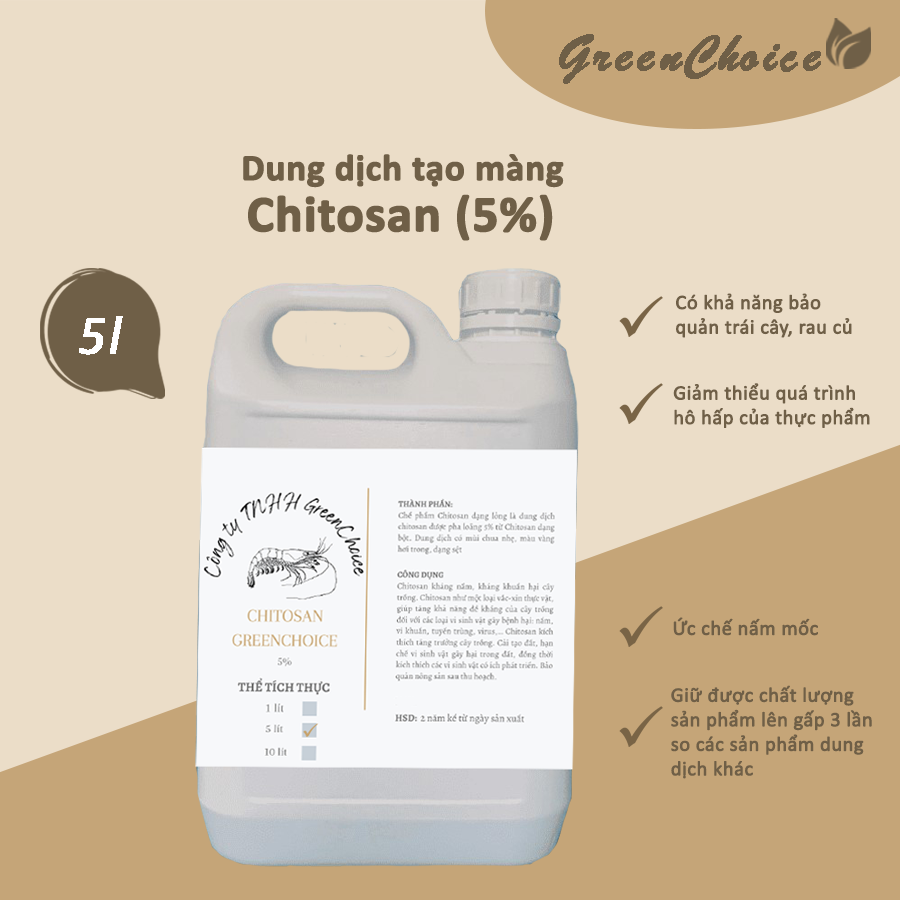 GreenChoice
Dung dịch tạo màng
Chitosan (5%)
5l
Có khả năng bảo
quản trái cây, rau củ
Giảm thiểu quá trình
hô hấp của thực phẩm
Ức chế nấm mốc
Giữ được chất lượng
sản phẩm lên gấp 3 lần
so các sản phẩm dung
dịch khác
Công ty TNHH GreenChoice
CHITOSAN
GREENCHOICE
5%
THỂ TÍCH THỰC
1 lít
5 lít
10 lít
THÀNH PHẦN:
Chế phẩm Chitosan dạng lỏng là dung dịch
chitosan được pha loãng 5% từ Chitosan dạng
bột. Dung dịch có mùi chua nhẹ, màu vàng
hơi trong, dạng sệt
CÔNG DỤNG
Chitosan kháng nấm, kháng khuẩn hại cây
trồng. Chitosan như một loại vắc-xin thực vật,
giúp tăng khả năng đề kháng của cây trồng
đối với các loại vi sinh vật gây bệnh hại: nấm,
vi khuẩn, tuyến trùng, virus,... Chitosan kích
thích tăng trưởng cây trồng. Cải tạo đất, hạn
chế vi sinh vật gây hại trong đất, đồng thời
kích thích các vi sinh vật có ích phát triển. Bảo
quản nông sản sau thu hoạch.
HSD: 2 năm kể từ ngày sản xuất